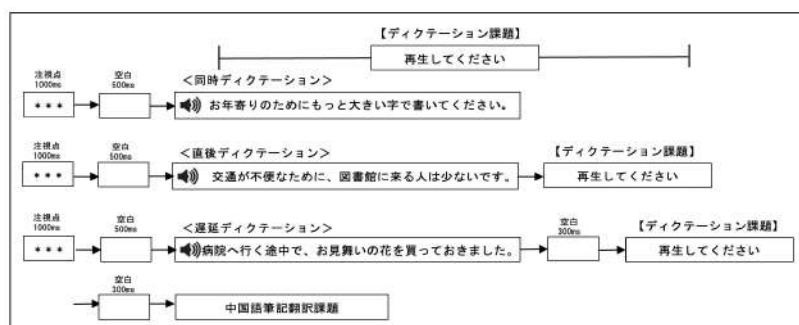 【ディクテーション課題】
再生してください
注視点
1000ms
空白
500ms
＜同時ディクテーション＞
＊＊＊
お年寄りのためにもっと大きい字で書いてください。
注視点
1000ms
空白
500ms
＜直後ディクテーション＞
【ディクテーション課題】
＊＊＊
交通が不便なために、図書館に来る人は少ないです。
再生してください
注視点
1000ms
空白
500ms
＜遅延ディクテーション＞
空白
300ms
【ディクテーション課題】
＊＊＊
病院へ行く途中で、お見舞いの花を買っておきました。
再生してください
空白
300ms
中国語筆記翻訳課題